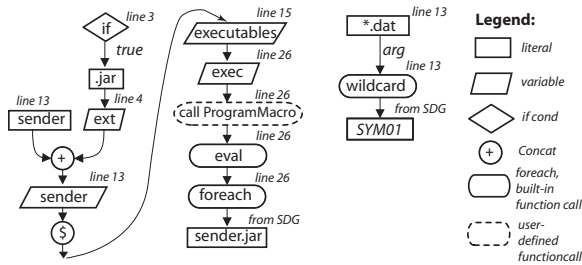 line 3
if
true
.jar
line 13
line 4
sender
ext
+
line 13
sender
$
line 15
executables
line 26
exec
line 26
call ProgramMacro
line 26
eval
line 26
foreach
from SDG
sender.jar
line 13
*.dat
arg
line 13
wildcard
from SDG
SYM01
Legend:
literal
variable
if cond
+
Concat
foreach,
built-in
function call
user-
defined
functioncall